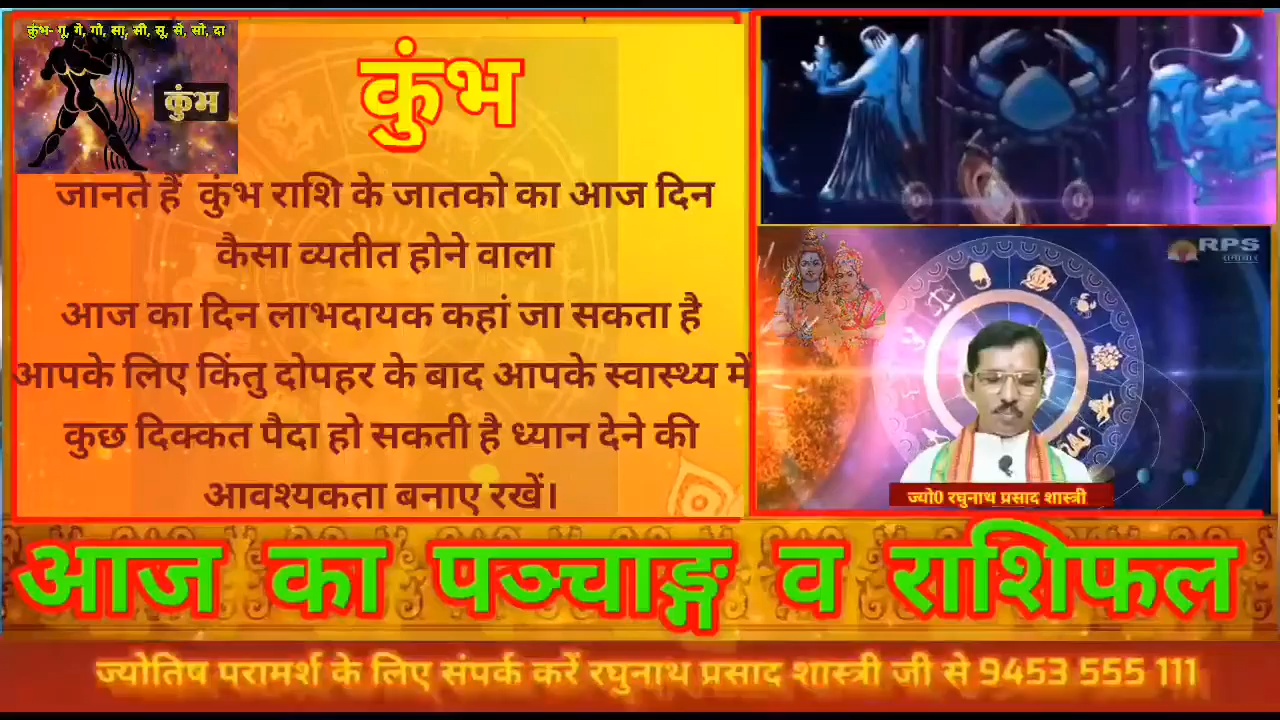 कुंभ- गू, गे, गो, सा, सी, सू, से, सो, दा
कुंभ
कुंभ
जानते हैं कुंभ राशि के जातको का आज दिन
कैसा व्यतीत होने वाला
आज का दिन लाभदायक कहां जा सकता है
आपके लिए किंतु दोपहर के बाद आपके स्वास्थ्य में
कुछ दिक्कत पैदा हो सकती है ध्यान देने की
आवश्यकता बनाए रखें।
RPS
समाचार
ज्यो0 रघुनाथ प्रसाद शास्त्री
आज का पञ्चाङ्ग व राशिफल
ज्योतिष परामर्श के लिए संपर्क करें रघुनाथ प्रसाद शास्त्री जी से 9453 555 111